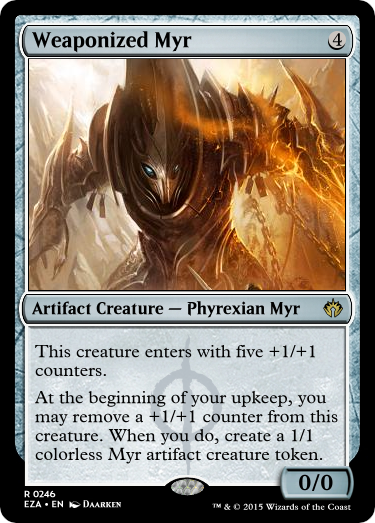 Weaponized Myr 4
Artifact Creature — Phyrexian Myr
This creature enters with five +1/+1
counters.
At the beginning of your upkeep, you
may remove a +1/+1 counter from this
creature. When you do, create a 1/1
colorless Myr artifact creature token.
0/0
R 0246
EZA • EN Daarken
™ & © 2015 Wizards of the Coast